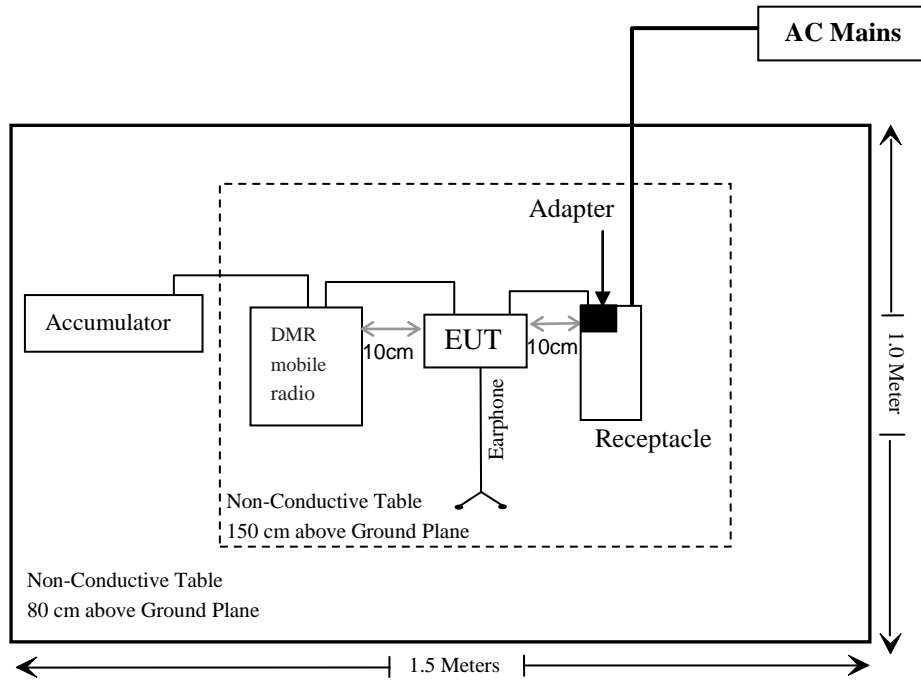 AC Mains
Adapter
Accumulator
DMR
mobile
radio
10cm
EUT
10cm
Earphone
Receptacle
1.0 Meter
Non-Conductive Table
150 cm above Ground Plane
Non-Conductive Table
80 cm above Ground Plane
1.5 Meters